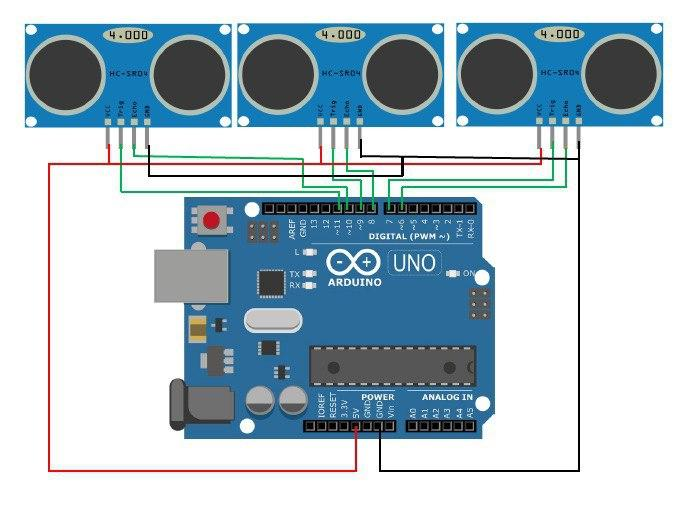 4.000 4.000 4.000
HC-SR04 HC-SR04 HC-SR04
VCC Trig Echo GND VCC Trig Echo GND VCC Trig Echo GND
AREF GND 13 12 ~11 ~10 ~9 8 7 ~6 ~5 4 ~3 2 TX-1 RX-0
DIGITAL (PWM ~)
L
TX
RX
UNO
ON
ARDUINO
POWER ANALOG IN
IOREF RESET 3.3V 5V GND GND Vin A0 A1 A2 A3 A4 A5